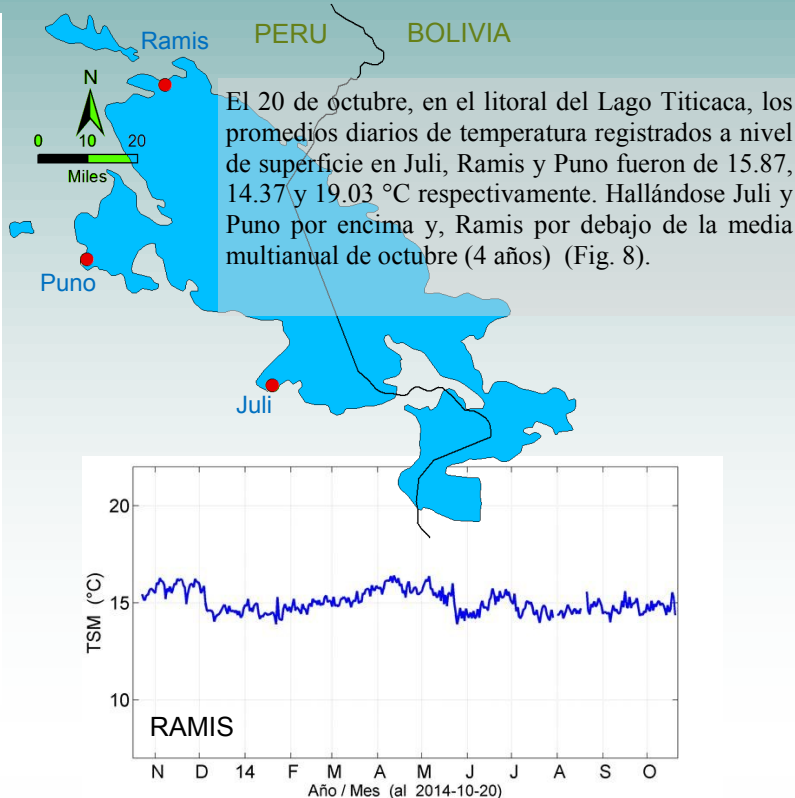 PERU
BOLIVIA
Ramis
N
0 10 20
Miles
El 20 de octubre, en el litoral del Lago Titicaca, los
promedios diarios de temperatura registrados a nivel
de superficie en Juli, Ramis y Puno fueron de 15.87,
14.37 y 19.03 °C respectivamente. Hallándose Juli y
Puno por encima y, Ramis por debajo de la media
multianual de octubre (4 años) (Fig. 8).
Puno
Juli
20
15
10
TSM (°C)
RAMIS
N D 14 F M A M J J A S O
Año / Mes (al 2014-10-20)